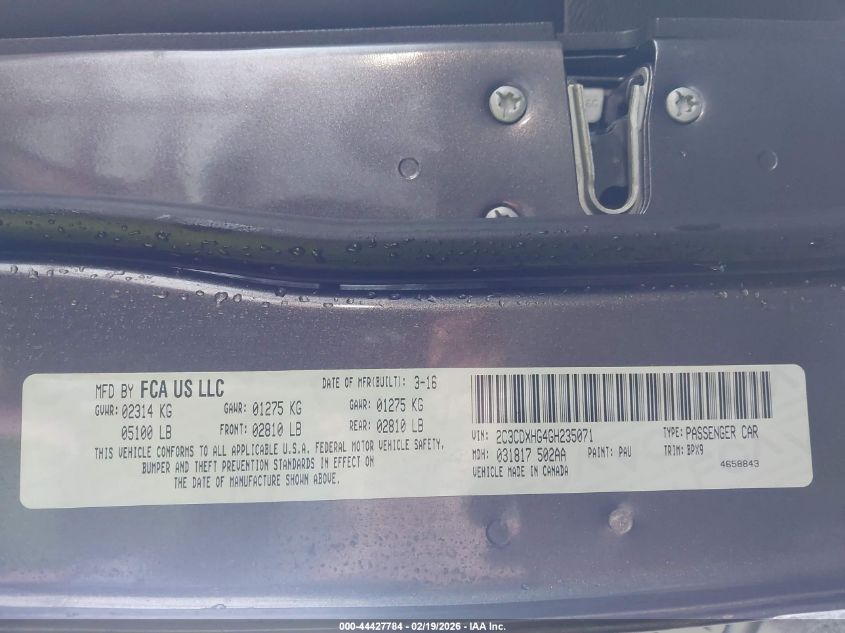 MFD BY FCA US LLC DATE OF MFR(BUILT): 3-16
GVWR: 02314 KG GAWR: 01275 KG GAWR: 01275 KG
05100 LB FRONT: 02810 LB REAR: 02810 LB
THIS VEHICLE CONFORMS TO ALL APPLICABLE U.S.A. FEDERAL MOTOR VEHICLE SAFETY,
BUMPER AND THEFT PREVENTION STANDARDS IN EFFECT ON
THE DATE OF MANUFACTURE SHOWN ABOVE.
VIN: 2C3CDXHG4GH235071 TYPE: PASSENGER CAR
MDH: 031817 502AA PAINT: PAU TRIM: BPX9
VEHICLE MADE IN CANADA 4658843
000-44427784 - 02/19/2026 - IAA Inc.